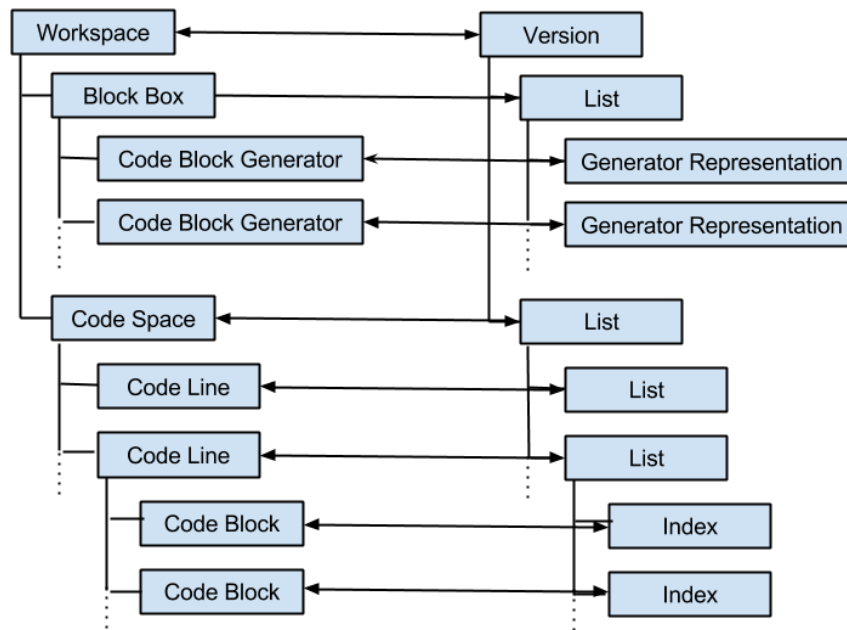 Workspace
Version
Block Box
List
Code Block Generator
Generator Representation
Code Block Generator
Generator Representation
Code Space
List
Code Line
List
Code Line
List
Code Block
Index
Code Block
Index